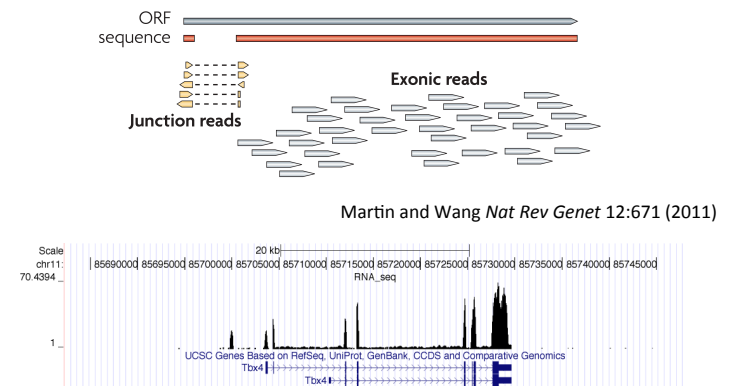 ORF
sequence
Exonic reads
Junction reads
Martin and Wang Nat Rev Genet 12:671 (2011)
Scale 20 kb
chr11: 85690000 85695000 85700000 85705000 85710000 85715000 85720000 85725000 85730000 85735000 85740000 85745000
70.4394 RNA_seq
1
UCSC Genes Based on RefSeq, UniProt, GenBank, CCDS and Comparative Genomics
Tbx4
Tbx4